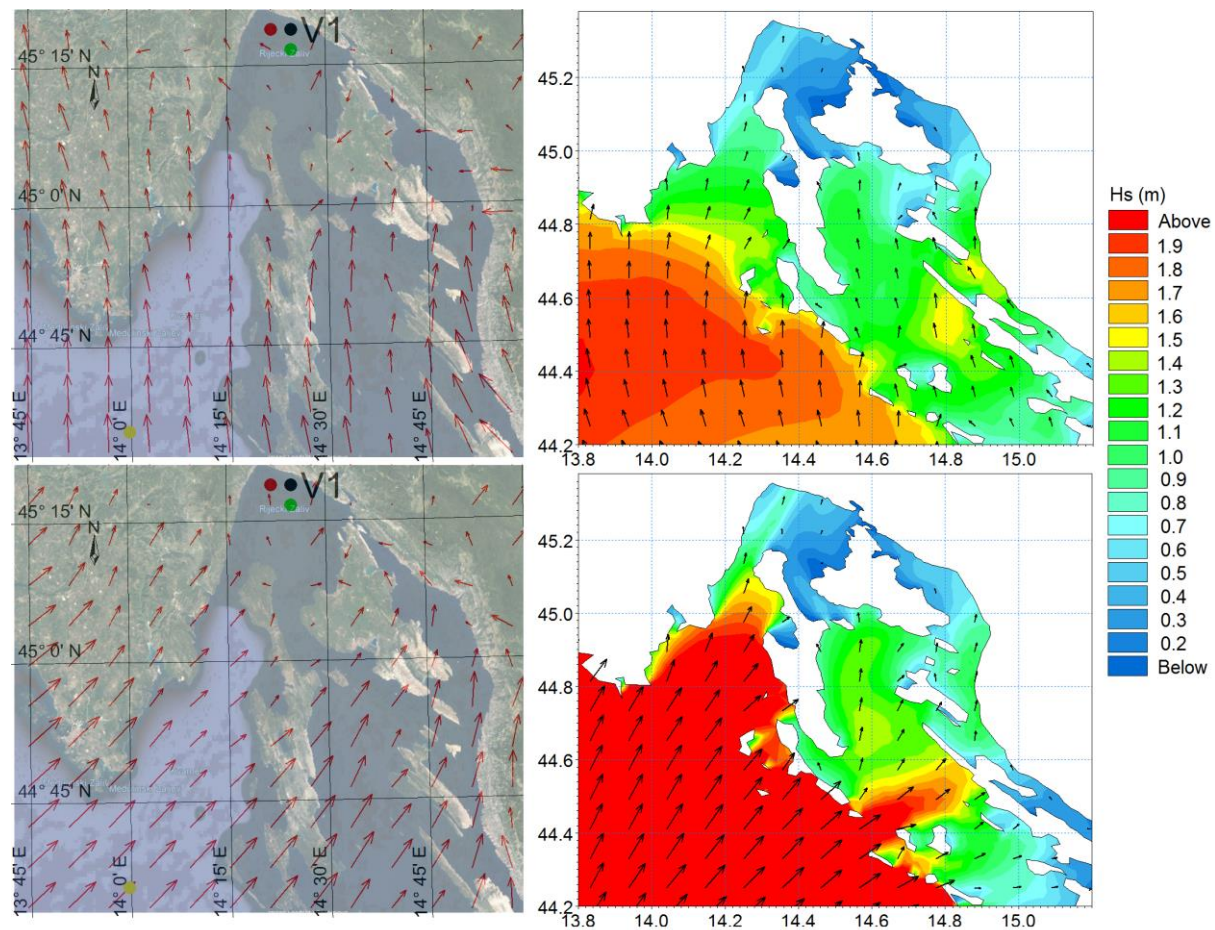 V1
Riječki Zaliv
45° 15' N
N
45° 0' N
44° 45' N
13° 45' E
14° 0' E
14° 15' E
14° 30' E
14° 45' E
45.2
45.0
44.8
44.6
44.4
44.2
13.8 14.0 14.2 14.4 14.6 14.8 15.0
Hs (m)
Above
1.9
1.8
1.7
1.6
1.5
1.4
1.3
1.2
1.1
1.0
0.9
0.8
0.7
0.6
0.5
0.4
0.3
0.2
Below
V1
45° 15' N
N
45° 0' N
44° 45' N
13° 45' E
14° 0' E
14° 15' E
14° 30' E
14° 45' E
45.2
45.0
44.8
44.6
44.4
44.2
13.8 14.0 14.2 14.4 14.6 14.8 15.0